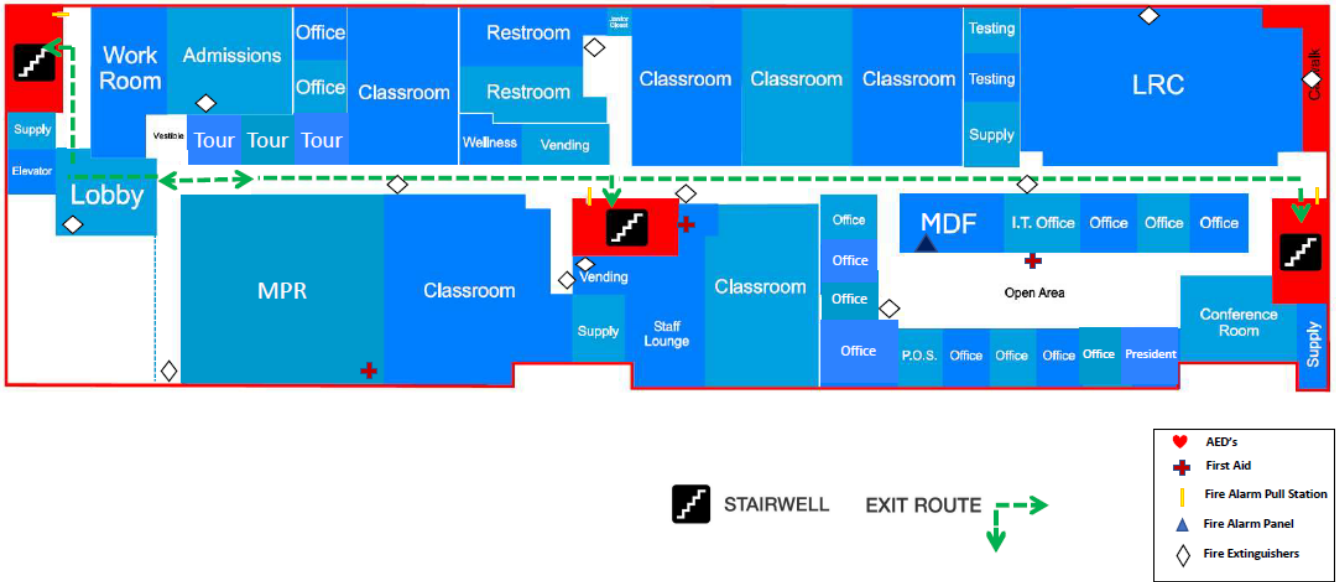 Work
Room
Admissions
Office
Office
Classroom
Restroom
Restroom
Janitor
Closet
Classroom
Classroom
Classroom
Testing
Testing
Supply
LRC
Supply
Elevator
Lobby
Vestible
Tour
Tour
Tour
Wellness
Vending
MPR
Classroom
Vending
Supply
Staff
Lounge
Classroom
Office
Office
Office
Office
MDF
I.T. Office
Office
Office
Office
Open Area
P.O.S.
Office
Office
Office
Office
President
Conference
Room
Supply
STAIRWELL
EXIT ROUTE
AED's
First Aid
Fire Alarm Pull Station
Fire Alarm Panel
Fire Extinguishers